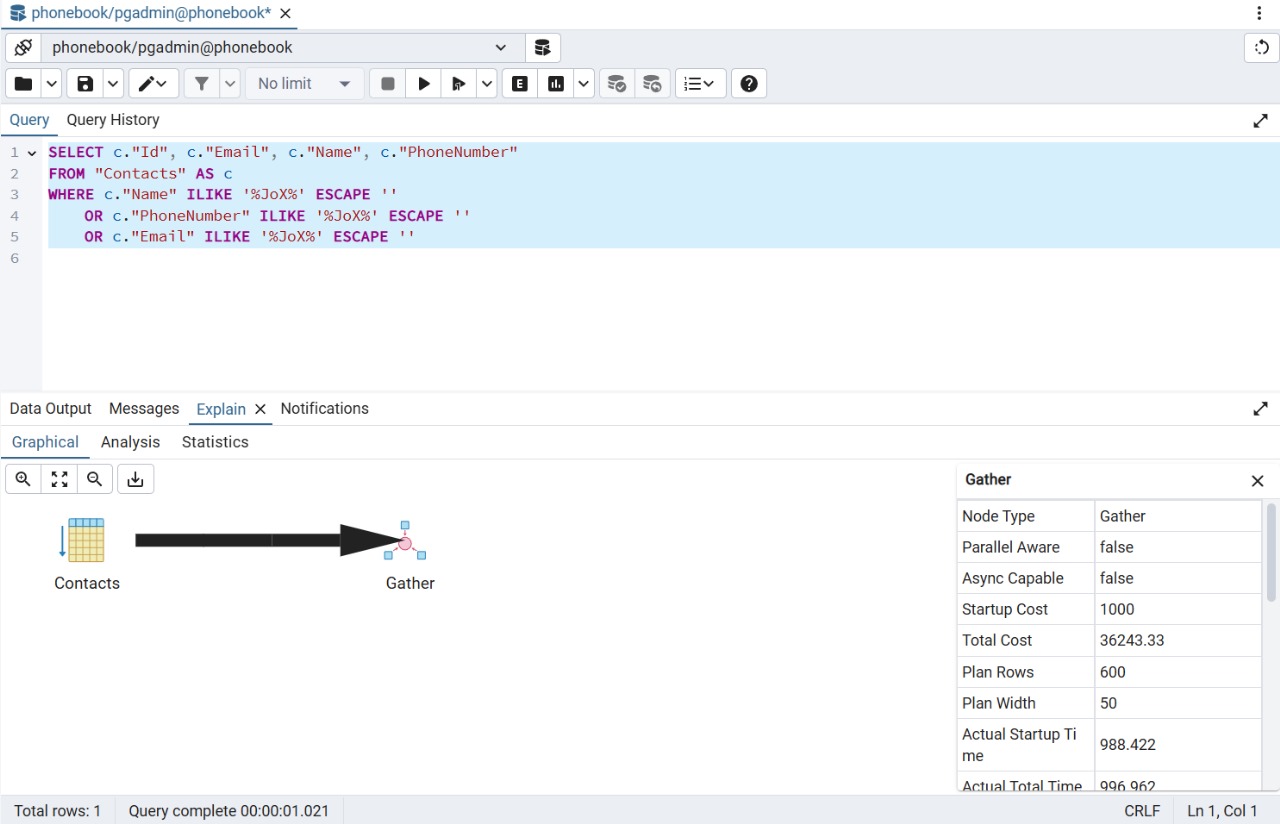 phonebook/pgadmin@phonebook*
phonebook/pgadmin@phonebook
No limit
E
Query Query History
1 SELECT c."Id", c."Email", c."Name", c."PhoneNumber"
2 FROM "Contacts" AS c
3 WHERE c."Name" ILIKE '%JoX%' ESCAPE ''
4 OR c."PhoneNumber" ILIKE '%JoX%' ESCAPE ''
5 OR c."Email" ILIKE '%JoX%' ESCAPE ''
6
Data Output Messages Explain Notifications
Graphical Analysis Statistics
Contacts
Gather
Gather
Node Type Gather
Parallel Aware false
Async Capable false
Startup Cost 1000
Total Cost 36243.33
Plan Rows 600
Plan Width 50
Actual Startup Ti
me 988.422
Actual Total Time 996.962
Total rows: 1 Query complete 00:00:01.021 CRLF Ln 1, Col 1